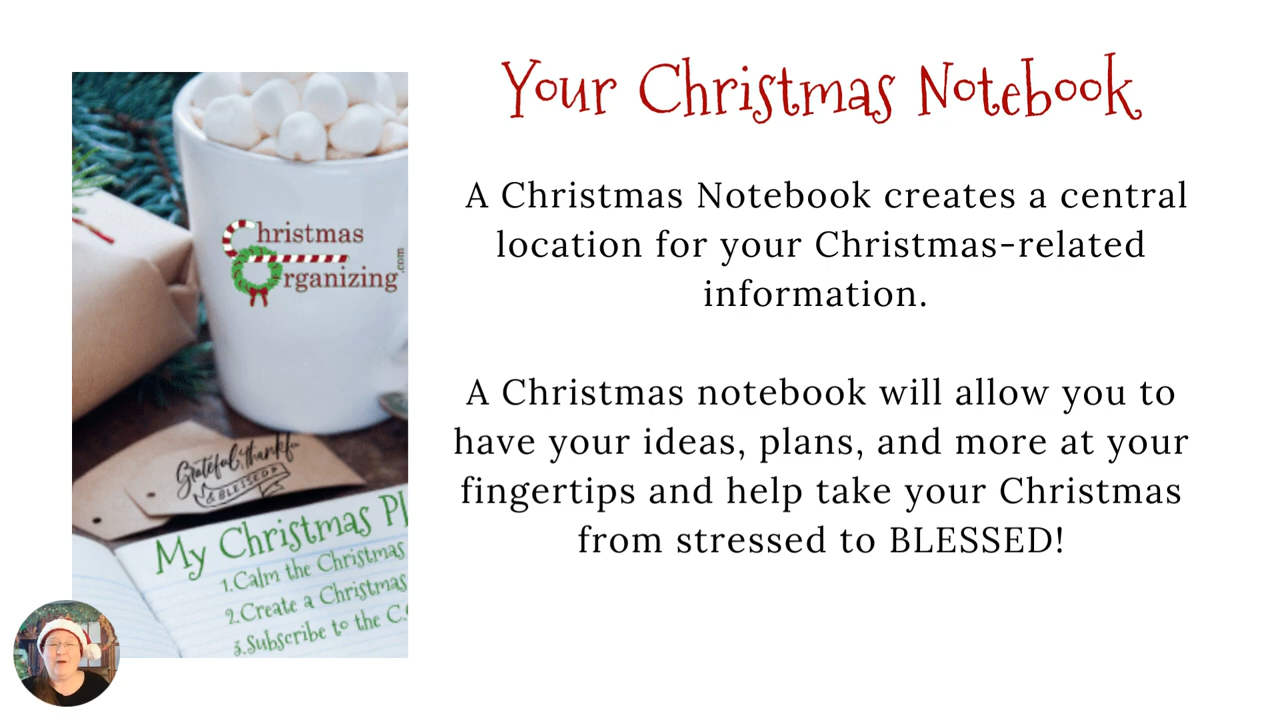 Your Christmas Notebook
A Christmas Notebook creates a central
location for your Christmas-related
information.
A Christmas notebook will allow you to
have your ideas, plans, and more at your
fingertips and help take your Christmas
from stressed to BLESSED!
Christmas
Organizing.com
Grateful, thankful
& BLESSED
My Christmas Pl
1.Calm the Christmas
2.Create a Christmas
3.Subscribe to the C.